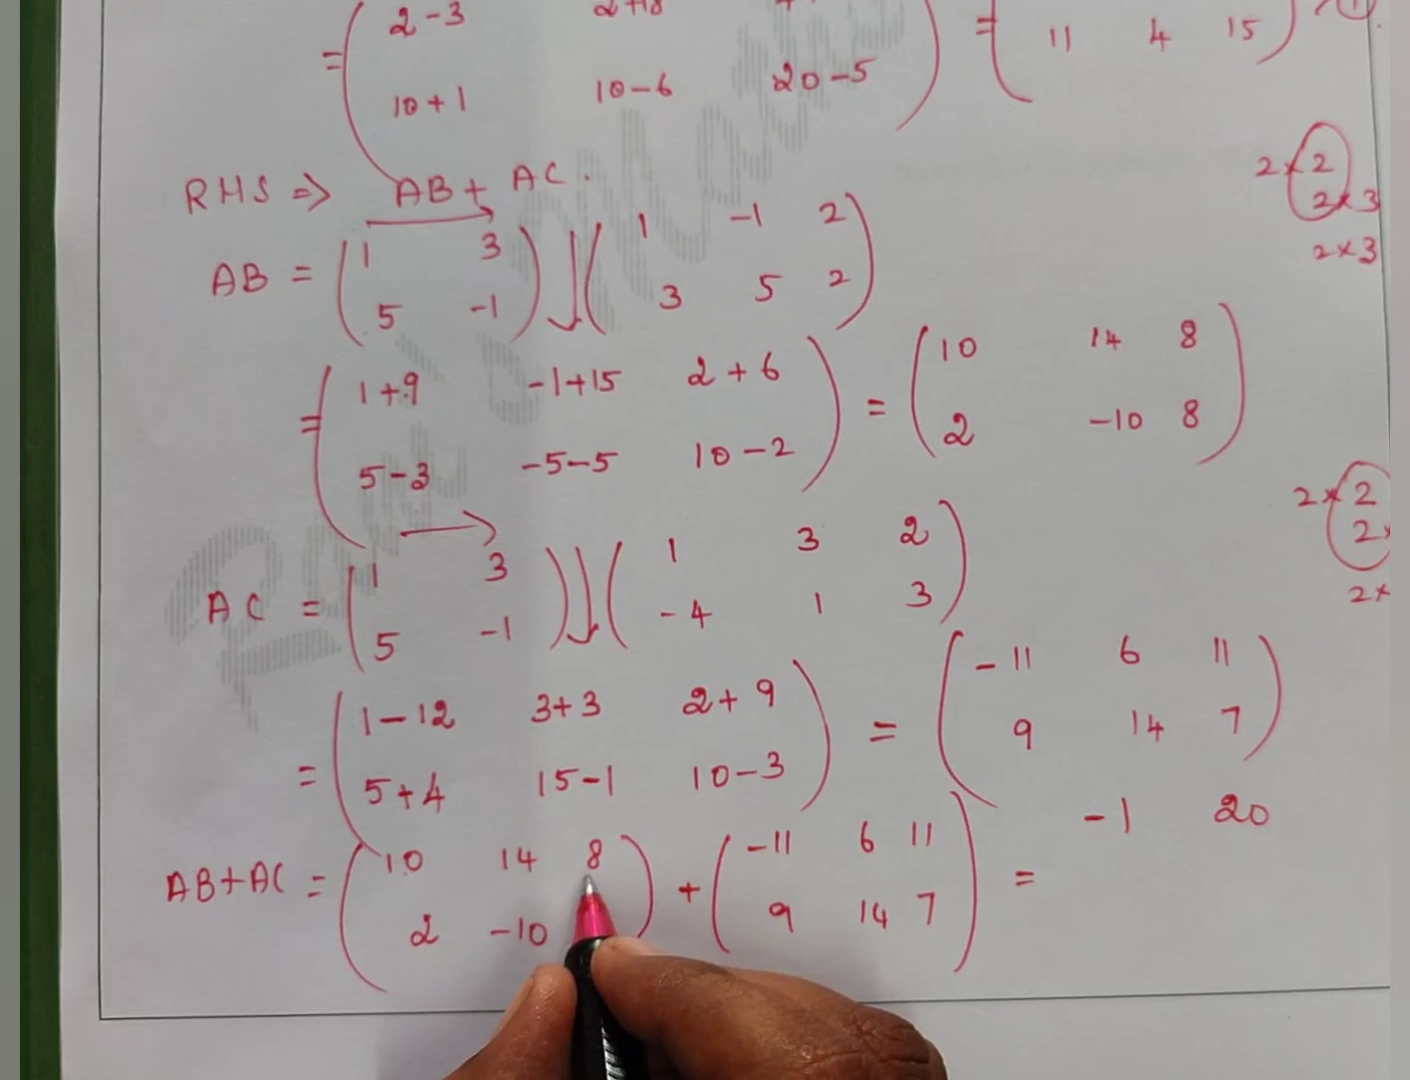 2-3 2+18
=
10+1 10-6 20-5 = 11 4 15
RHS ⇒ AB + AC.
2×2
2×3
2×3
AB = ( 1 3 ) ( 1 -1 2 )
5 -1 3 5 2
= ( 1+9 -1+15 2+6 ) = ( 10 14 8 )
5-3 -5-5 10-2 2 -10 8
2×2
2×
2×
AC = ( 1 3 ) ( 1 3 2 )
5 -1 -4 1 3
= ( 1-12 3+3 2+9 ) = ( -11 6 11 )
5+4 15-1 10-3 9 14 7
AB+AC = ( 10 14 8 ) + ( -11 6 11 ) = -1 20
2 -10 9 14 7